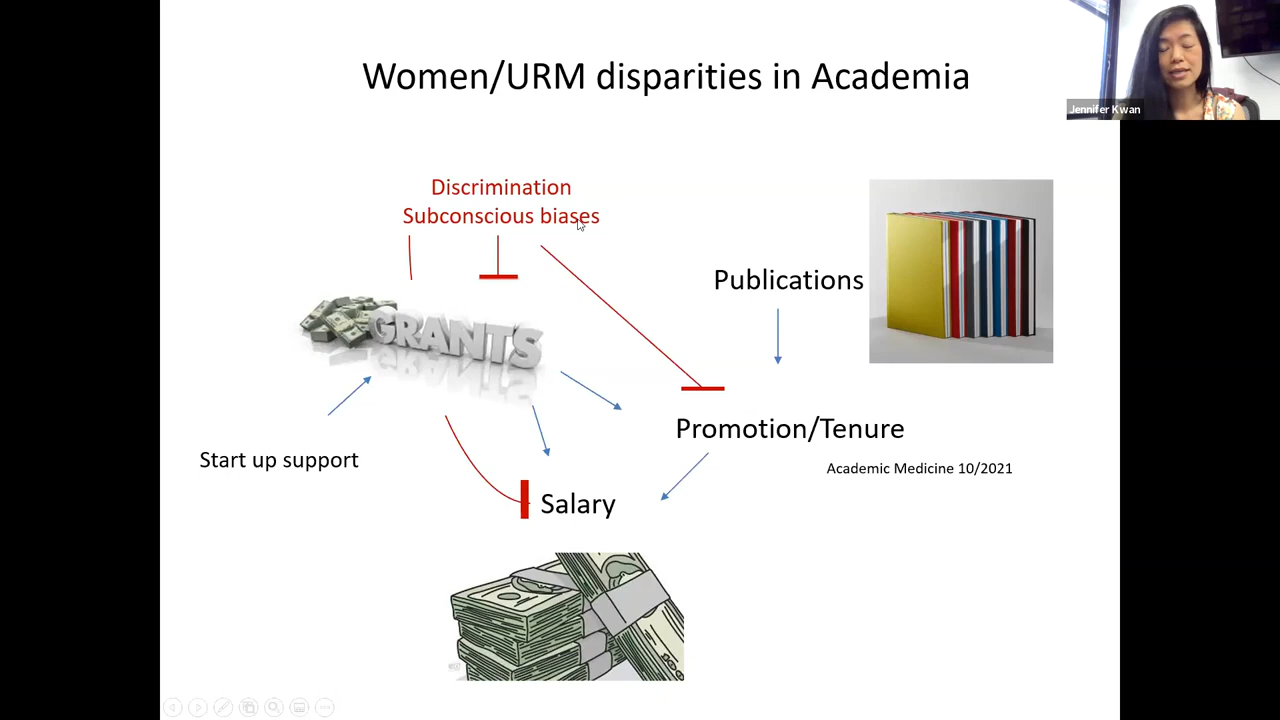 Women/URM disparities in Academia
Jennifer Kwan
Discrimination
Subconscious biases
Publications
GRANTS
Promotion/Tenure
Start up support
Academic Medicine 10/2021
Salary